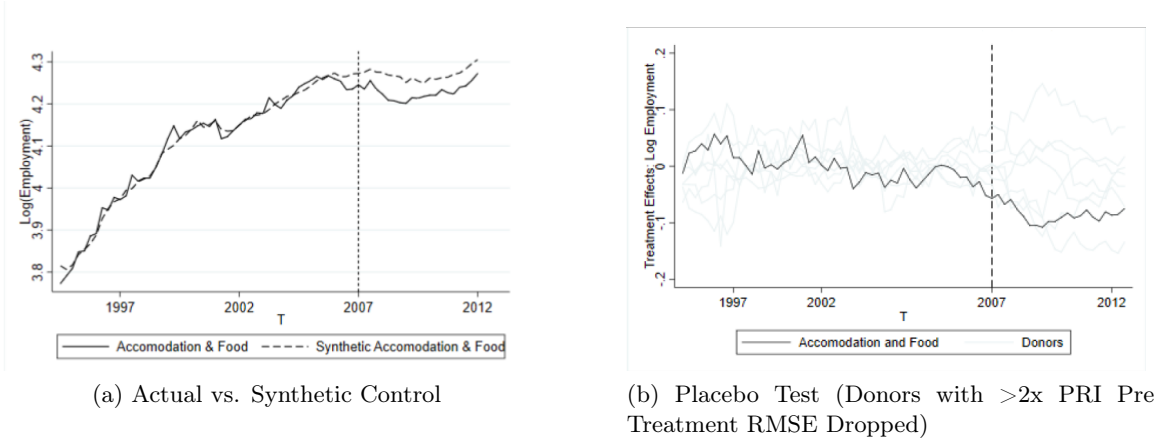 Log(Employment)
4.3
4.2
4.1
4
3.9
3.8
1997
2002
2007
2012
T
Accomodation & Food
Synthetic Accomodation & Food
(a) Actual vs. Synthetic Control
Treatment Effects: Log Employment
.2
.1
0
-.1
-.2
1997
2002
2007
2012
T
Accomodation and Food
Donors
(b) Placebo Test (Donors with >2x PRI Pre
Treatment RMSE Dropped)